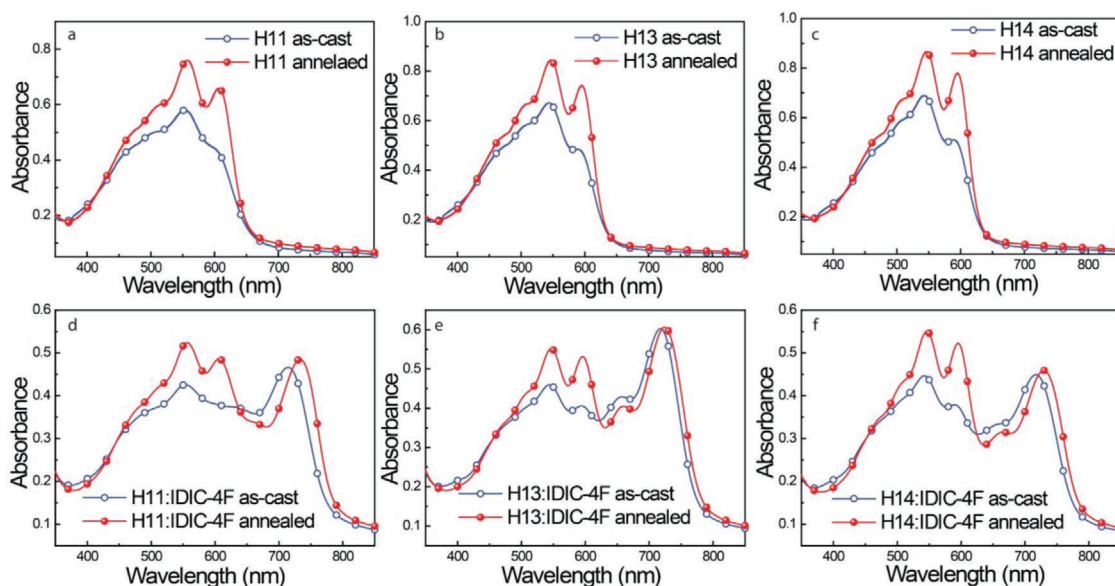 a
H11 as-cast
H11 annelaed
0.8
0.6
0.4
0.2
Absorbance
400 500 600 700 800
Wavelength (nm)
b
H13 as-cast
H13 annealed
1.0
0.8
0.6
0.4
0.2
Absorbance
400 500 600 700 800
Wavelength (nm)
c
H14 as-cast
H14 annealed
1.0
0.8
0.6
0.4
0.2
Absorbance
400 500 600 700 800
Wavelength (nm)
d
H11:IDIC-4F as-cast
H11:IDIC-4F annealed
0.6
0.5
0.4
0.3
0.2
0.1
Absorbance
400 500 600 700 800
Wavelength (nm)
e
H13:IDIC-4F as-cast
H13:IDIC-4F annealed
0.6
0.5
0.4
0.3
0.2
0.1
Absorbance
400 500 600 700 800
Wavelength (nm)
f
H14:IDIC-4F as-cast
H14:IDIC-4F annealed
0.6
0.5
0.4
0.3
0.2
0.1
Absorbance
400 500 600 700 800
Wavelength (nm)